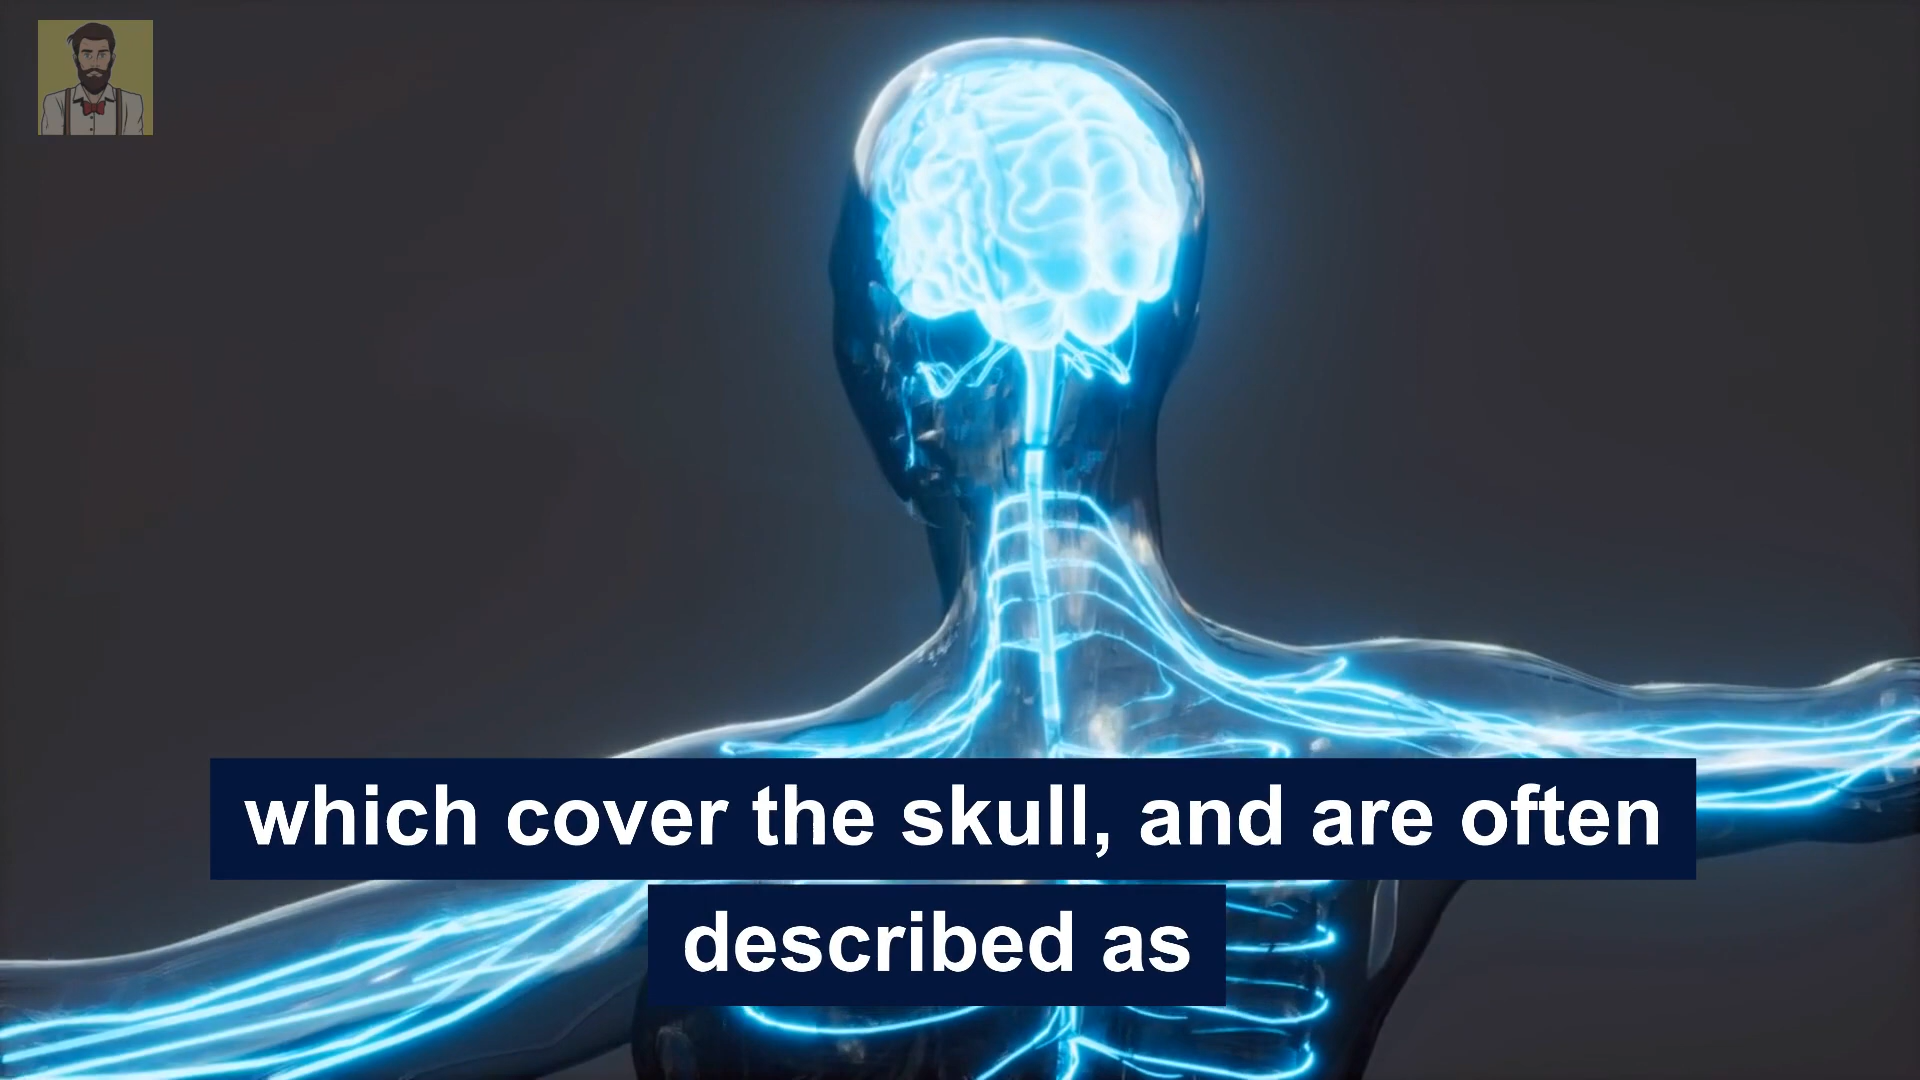 which cover the skull, and are often
described as